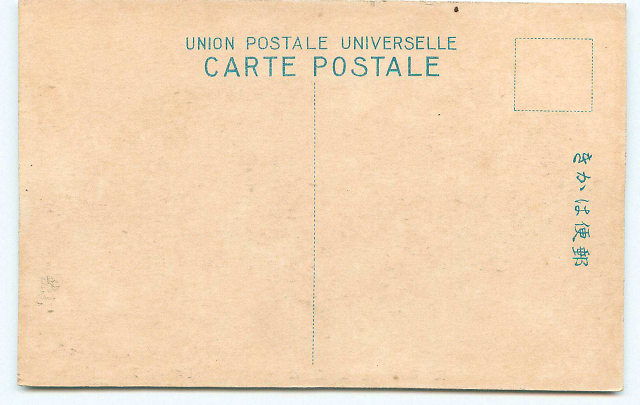 UNION POSTALE UNIVERSELLE
CARTE POSTALE
郵便はかき